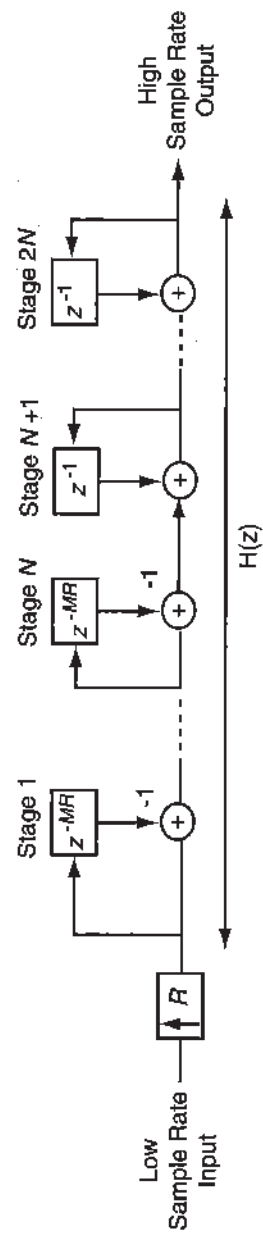 Low
Sample Rate
Input
R
Stage 1
z^-MR
-1
+
Stage N
z^-MR
-1
+
Stage N+1
z^-1
+
Stage 2N
z^-1
+
High
Sample Rate
Output
H(z)